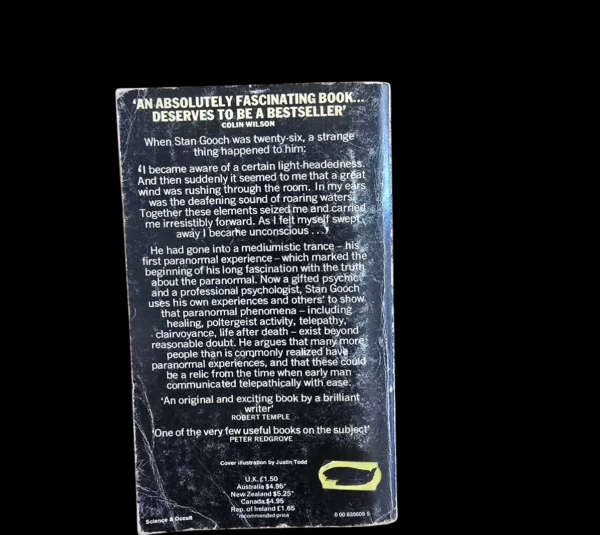 'AN ABSOLUTELY FASCINATING BOOK...
DESERVES TO BE A BESTSELLER'
COLIN WILSON
When Stan Gooch was twenty-six, a strange
thing happened to him:
'I became aware of a certain light-headedness.
And then suddenly it seemed to me that a great
wind was rushing through the room. In my ears
was the deafening sound of roaring waters.
Together these elements seized me and carried
me irresistibly forward. As I felt myself swept
away I became unconscious ...'
He had gone into a mediumistic trance – his
first paranormal experience – which marked the
beginning of his long fascination with the truth
about the paranormal. Now a gifted psychic
and a professional psychologist, Stan Gooch
uses his own experiences and others' to show
that paranormal phenomena – including
healing, poltergeist activity, telepathy,
clairvoyance, life after death – exist beyond
reasonable doubt. He argues that many more
people than is commonly realized have
paranormal experiences, and that these could
be a relic from the time when early man
communicated telepathically with ease.
'An original and exciting book by a brilliant
writer'
ROBERT TEMPLE
'One of the very few useful books on the subject'
PETER REDGROVE
Cover illustration by Justin Todd
U.K. £1.50
Australia $4.95*
New Zealand $5.25*
Canada $4.95
Rep. of Ireland £1.65
*recommended price
Science & Occult